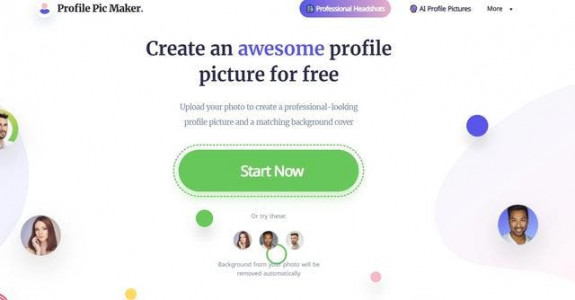 Profile Pic Maker.
Professional Headshots
AI Profile Pictures
More
Create an awesome profile
picture for free
Upload your photo to create a professional-looking
profile picture and a matching background cover
Start Now
Or try these:
Background from your photo will be
removed automatically